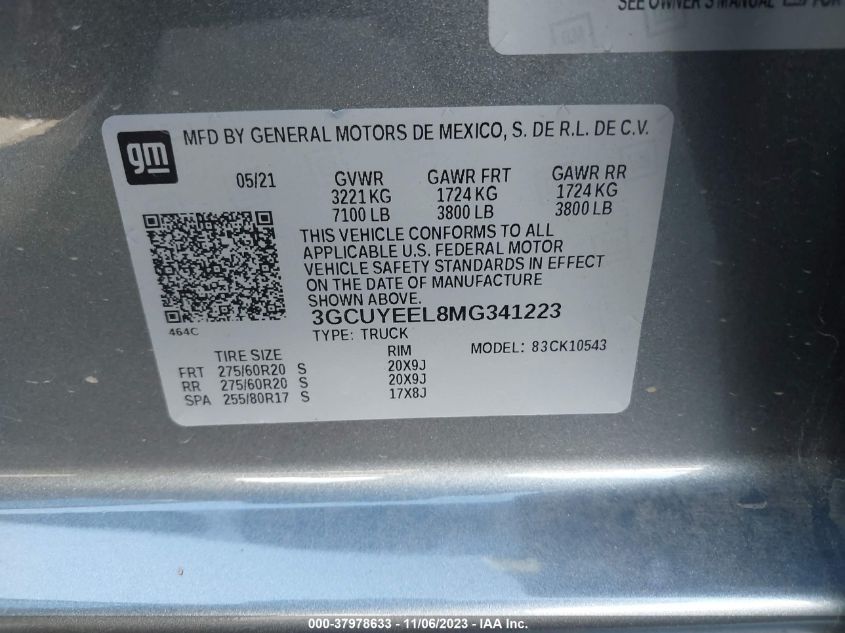 SEE OWNER'S MANUAL FOR
gm
MFD BY GENERAL MOTORS DE MEXICO, S. DE R.L. DE C.V.
05/21 GVWR GAWR FRT GAWR RR
3221 KG 1724 KG 1724 KG
7100 LB 3800 LB 3800 LB
THIS VEHICLE CONFORMS TO ALL
APPLICABLE U.S. FEDERAL MOTOR
VEHICLE SAFETY STANDARDS IN EFFECT
ON THE DATE OF MANUFACTURE
SHOWN ABOVE.
464C
3GCUYEEL8MG341223
TYPE: TRUCK
TIRE SIZE RIM MODEL: 83CK10543
FRT 275/60R20 S 20X9J
RR 275/60R20 S 20X9J
SPA 255/80R17 S 17X8J
000-37978633 - 11/06/2023 - IAA Inc.